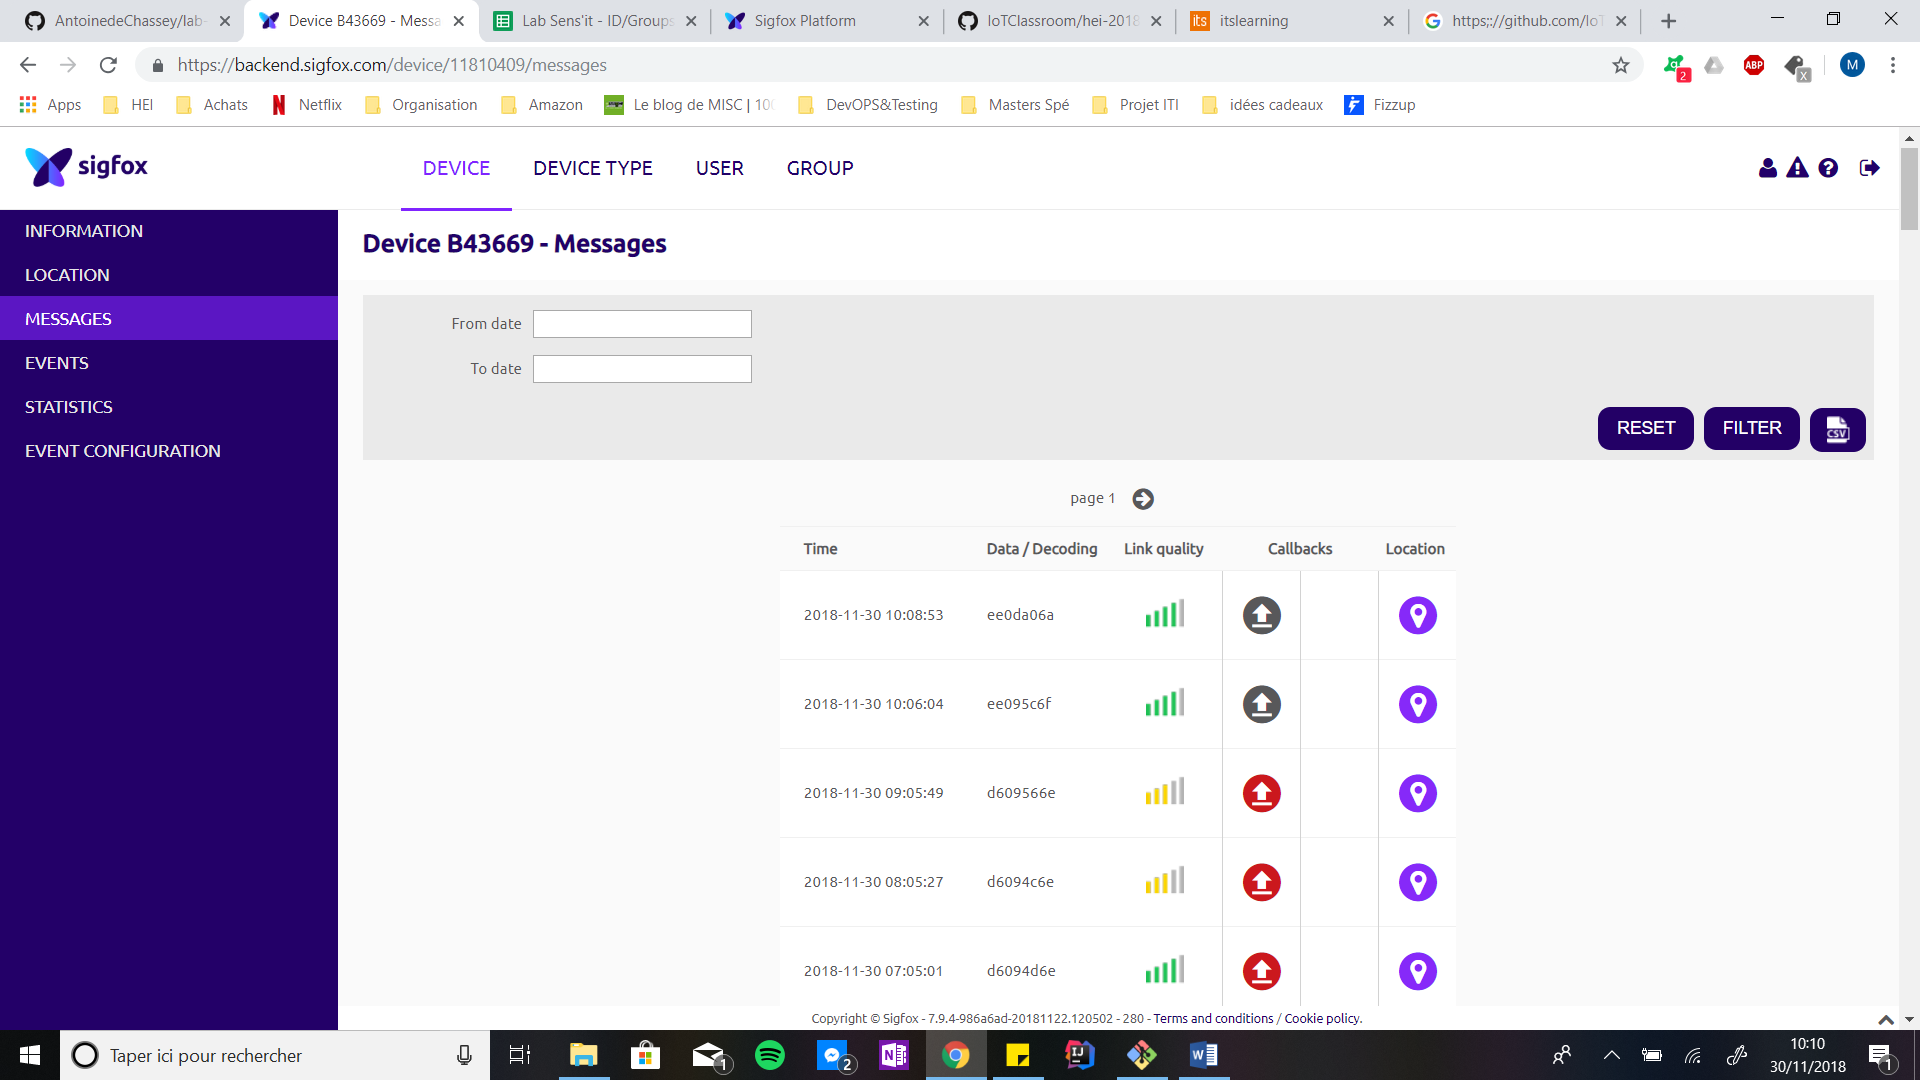 AntoinedeChassey/lab-
Device B43669 - Messa
Lab Sens'it - ID/Groups
Sigfox Platform
IoTClassroom/hei-2018
itslearning
https;://github.com/IoT
https://backend.sigfox.com/device/11810409/messages
2
ABP
x
M
Apps
HEI
Achats
Netflix
Organisation
Amazon
Le blog de MISC | 100
DevOPS&Testing
Masters Spé
Projet ITI
idées cadeaux
Fizzup
sigfox
DEVICE
DEVICE TYPE
USER
GROUP
INFORMATION
LOCATION
MESSAGES
EVENTS
STATISTICS
EVENT CONFIGURATION
Device B43669 - Messages
From date
To date
RESET
FILTER
CSV
page 1
Time Data / Decoding Link quality Callbacks Location
2018-11-30 10:08:53 ee0da06a
2018-11-30 10:06:04 ee095c6f
2018-11-30 09:05:49 d609566e
2018-11-30 08:05:27 d6094c6e
2018-11-30 07:05:01 d6094d6e
Copyright © Sigfox - 7.9.4-986a6ad-20181122.120502 - 280 - Terms and conditions / Cookie policy.
Taper ici pour rechercher
1
2
N
IJ
W
10:10
30/11/2018
1